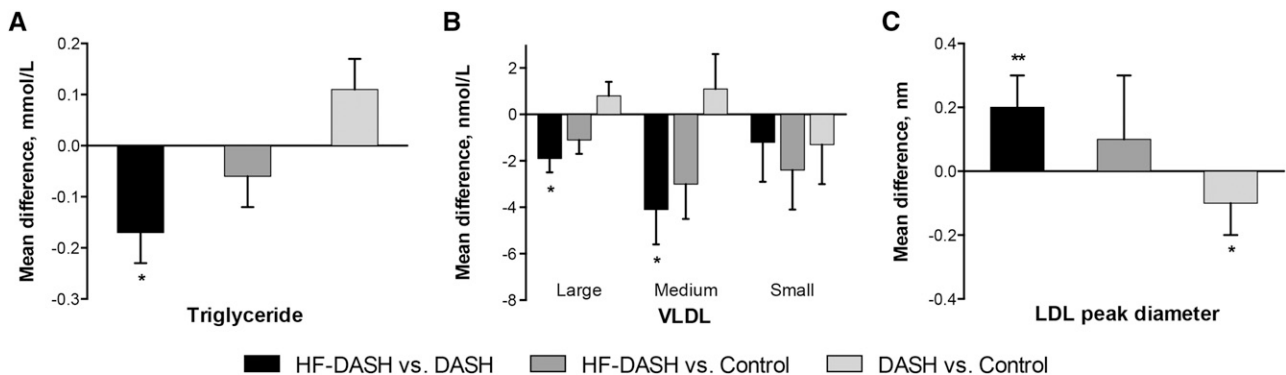 A
Mean difference, mmol/L
0.2
0.1
0.0
-0.1
-0.2
-0.3
*
Triglyceride
B
Mean difference, nmol/L
2
0
-2
-4
-6
-8
*
*
Large Medium Small
VLDL
C
Mean difference, nm
0.4
0.2
0.0
-0.2
-0.4
**
*
LDL peak diameter
HF-DASH vs. DASH HF-DASH vs. Control DASH vs. Control